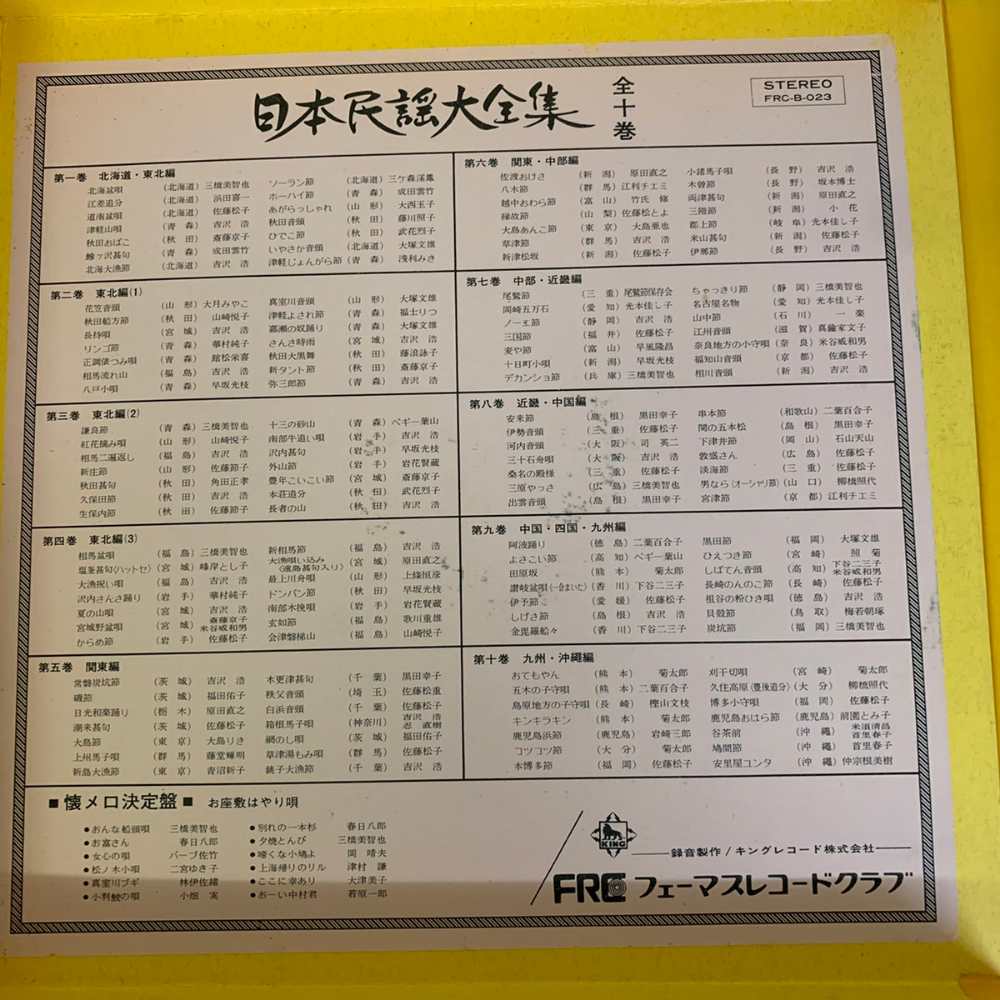 日本民謡大全集 全十巻
STEREO
FRC-B-023
第一巻 北海道・東北編
北海盆唄 (北海道) 三橋美智也 ソーラン節 (北海道) 三ケ森渓鳳
江差追分 (北海道) 浜田喜一 ホーハイ節 (青森) 成田雲竹
道南盆唄 (北海道) 佐藤松子 あがらっしゃれ (山形) 大西玉子
津軽山唄 (青森) 吉沢浩 秋田音頭 (秋田) 藤川照子
秋田おばこ (秋田) 斎藤京子 ひでこ節 (秋田) 武花烈子
鰺ヶ沢甚句 (青森) 成田雲竹 いやさか音頭 (北海道) 大塚文雄
北海大漁節 (北海道) 吉沢浩 津軽じょんがら節 (青森) 浅利みき
第二巻 東北編(1)
花笠音頭 (山形) 大月みやこ 真室川音頭 (山形) 大塚文雄
秋田船方節 (秋田) 山崎悦子 津軽よされ節 (青森) 福士りつ
長持唄 (宮城) 吉沢浩 嘉瀬の奴踊り (青森) 大塚文雄
リンゴ節 (青森) 華村純子 さんさ時雨 (宮城) 吉沢浩
正調俵つみ唄 (青森) 館松栄喜 秋田大黒舞 (秋田) 藤浪詠子
相馬流れ山 (福島) 吉沢浩 新タント節 (秋田) 斎藤京子
八戸小唄 (青森) 早坂光枝 弥三郎節 (青森) 吉沢浩
第三巻 東北編(2)
謙良節 (青森) 三橋美智也 十三の砂山 (青森) ペギー葉山
紅花摘み唄 (山形) 山崎悦子 南部牛追い唄 (岩手) 吉沢浩
相馬二遍返し (福島) 吉沢浩 沢内甚句 (岩手) 早坂光枝
新庄節 (山形) 佐藤節子 外山節 (岩手) 岩花賢蔵
秋田甚句 (秋田) 角田正孝 豊年こいこい節 (宮城) 斎藤京子
久保田節 (秋田) 吉沢浩 本荘追分 (秋田) 武花烈子
生保内節 (秋田) 佐藤節子 長者の山 (秋田) 吉沢浩
第四巻 東北編(3)
相馬盆唄 (福島) 三橋美智也 新相馬節 (福島) 吉沢浩
塩釜甚句(ハットセ) (宮城) 峰岸とし子 大漁唄い込み(遠島甚句入り) (宮城) 原田直之
大漁祝い唄 (福島) 吉沢浩 最上川舟唄 (山形) 上條恒彦
沢内さんさ踊り (岩手) 華村純子 ドンパン節 (秋田) 早坂光枝
夏の山唄 (宮城) 吉沢浩 南部木挽唄 (岩手) 岩花賢蔵
宮城野盆唄 (宮城) 斎藤京子 米谷威和男 玄如節 (福島) 歌川重雄
からめ節 (岩手) 佐藤松子 会津磐梯山 (福島) 山崎悦子
第五巻 関東編
常磐炭坑節 (茨城) 吉沢浩 木更津甚句 (千葉) 黒田幸子
磯節 (茨城) 福田佑子 秩父音頭 (埼玉) 佐藤松重
日光和楽踊り (栃木) 原田直之 白浜音頭 (千葉) 佐藤松子
潮来甚句 (茨城) 佐藤松子 箱根馬子唄 (神奈川) 吉沢浩 忍直樹
大島節 (東京) 大島りき 網のし唄 (茨城) 福田佑子
上州馬子唄 (群馬) 藤堂輝明 草津湯もみ唄 (群馬) 佐藤松子
新島大漁節 (東京) 青沼新子 銚子大漁節 (千葉) 吉沢浩
第六巻 関東・中部編
佐渡おけさ (新潟) 原田直之 小諸馬子唄 (長野) 吉沢浩
八木節 (群馬) 江利チエミ 木曽節 (長野) 坂本博士
越中おわら節 (富山) 竹氏修 両津甚句 (新潟) 原田直之
縁故節 (山梨) 佐藤松とよ 三階節 (新潟) 小花
大島あんこ節 (東京) 大島亜也 郡上節 (岐阜) 光本佳し子
草津節 (群馬) 吉沢浩 米山甚句 (新潟) 佐藤松子
新津松坂 (新潟) 佐藤松子 伊那節 (長野) 吉沢浩
第七巻 中部・近畿編
尾鷲節 (三重) 尾鷲節保存会 ちゃっきり節 (静岡) 三橋美智也
岡崎五万石 (愛知) 光本佳し子 名古屋名物 (愛知) 光本佳し子
ノーエ節 (静岡) 吉沢浩 山中節 (石川) 一楽
三国節 (福井) 佐藤松子 江州音頭 (滋賀) 真鍮家文子
麦や節 (富山) 早風隆昌 奈良地方の小守唄 (奈良) 米谷威和男
十日町小唄 (新潟) 早坂光枝 福知山音頭 (京都) 佐藤松子
デカンショ節 (兵庫) 三橋美智也 相川音頭 (新潟) 吉沢浩
第八巻 近畿・中国編
安来節 (島根) 黒田幸子 串本節 (和歌山) 二葉百合子
伊勢音頭 (三重) 佐藤松子 関の五本松 (島根) 黒田幸子
河内音頭 (大阪) 司英二 下津井節 (岡山) 石山天山
三十石舟唄 (大阪) 吉沢浩 敦盛さん (広島) 佐藤松子
桑名の殿様 (三重) 佐藤松子 淡海節 (三重) 佐藤松子
三原やっさ (広島) 三橋美智也 男なら(オーシャリ節) (山口) 柳橋照代
出雲音頭 (島根) 黒田幸子 宮津節 (京都) 江利チエミ
第九巻 中国・四国・九州編
阿波踊り (徳島) 二葉百合子 黒田節 (福岡) 大塚文雄
よさこい節 (高知) ペギー葉山 ひえつき節 (宮崎) 照菊
田原坂 (熊本) 菊太郎 しばてん音頭 (高知) 下谷二三子 米谷威和男
讃岐盆唄(一合まいた) (香川) 下谷二三子 長崎のんのこ節 (長崎) 佐藤松子
伊予節 (愛媛) 佐藤松子 祖谷の粉ひき唄 (徳島) 吉沢浩
しげさ節 (島根) 吉沢浩 貝殻節 (鳥取) 梅若朝啄
金毘羅船々 (香川) 下谷二三子 炭坑節 (福岡) 三橋美智也
第十巻 九州・沖縄編
おてもやん (熊本) 菊太郎 刈干切唄 (宮崎) 菊太郎
五木の子守唄 (熊本) 二葉百合子 久住高原(豊後追分) (大分) 柳橋照代
島原地方の子守唄 (長崎) 樫山文枝 博多小守唄 (福岡) 佐藤松子
キンキラキン (熊本) 菊太郎 鹿児島おはら節 (鹿児島) 前園とみ子
鹿児島浜節 (鹿児島) 岩崎三郎 谷茶前 (沖縄) 米須清昌 首里春子
コツコツ節 (大分) 菊太郎 鳩間節 (沖縄) 首里春子
本博多節 (福岡) 佐藤松子 安里屋ユンタ (沖縄) 仲宗根美樹
■懐メロ決定盤■ お座敷はやり唄
●おんな船頭唄 三橋美智也 ●別れの一本杉 春日八郎
●お富さん 春日八郎 ●夕焼とんび 三橋美智也
●女心の唄 バーブ佐竹 ●啼くな小鳩よ 岡晴夫
●松ノ木小唄 二宮ゆき子 ●上海帰りのリル 津村謙
●真室川ブギ 林伊佐緒 ●ここに幸あり 大津美子
●小判鮫の唄 小畑実 ●おーい中村君 若原一郎
KING
録音製作/キングレコード株式会社
FRC フェーマスレコードクラブ